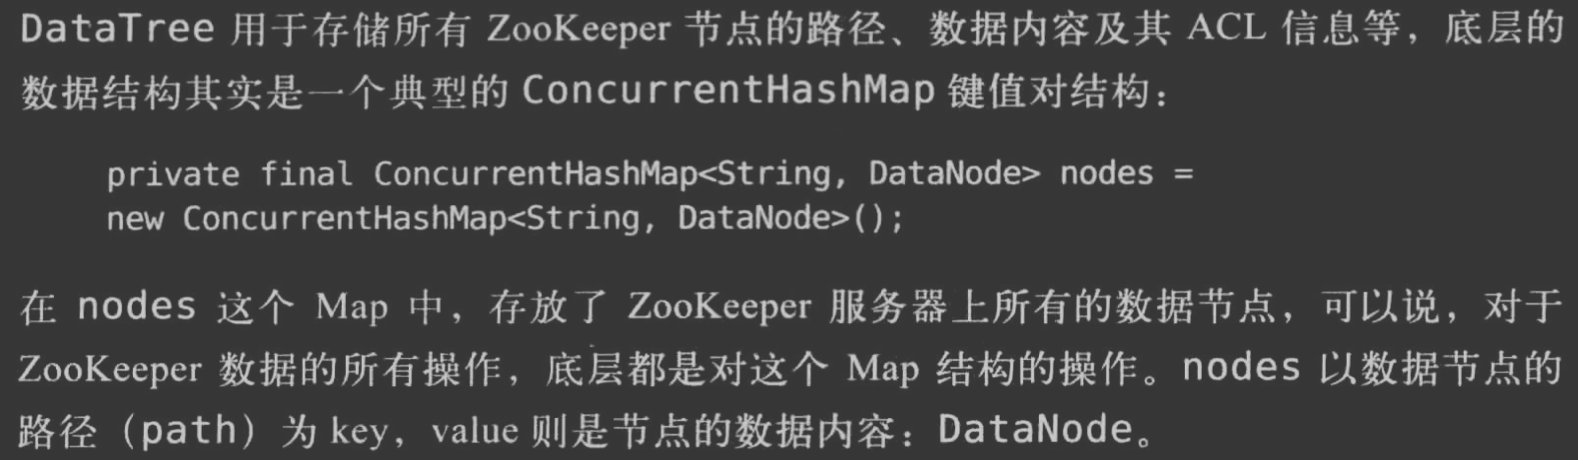 DataTree 用于存储所有 ZooKeeper 节点的路径、数据内容及其 ACL 信息等，底层的
数据结构其实是一个典型的 ConcurrentHashMap 键值对结构：
private final ConcurrentHashMap<String, DataNode> nodes =
new ConcurrentHashMap<String, DataNode>();
在 nodes 这个 Map 中，存放了 ZooKeeper 服务器上所有的数据节点，可以说，对于
ZooKeeper 数据的所有操作，底层都是对这个 Map 结构的操作。nodes 以数据节点的
路径（path）为 key，value 则是节点的数据内容：DataNode。